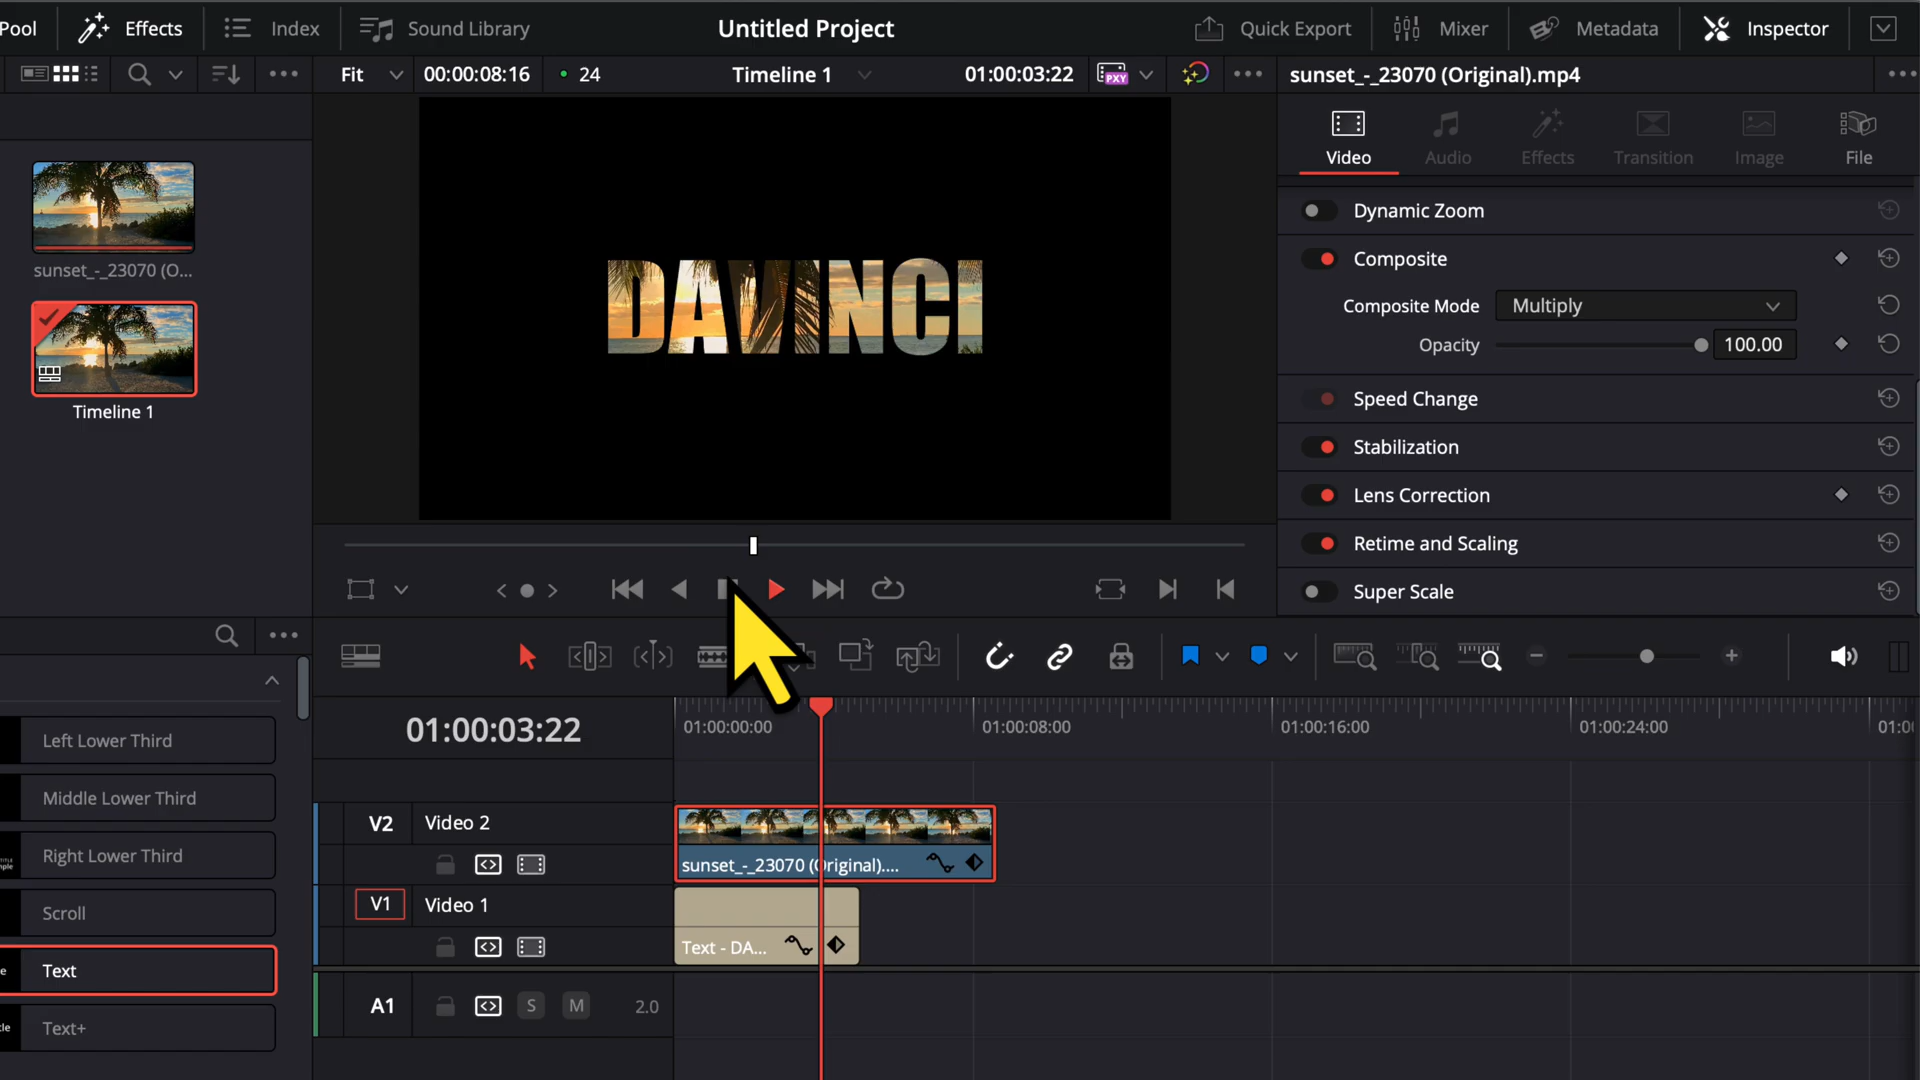 Pool
Effects
Index
Sound Library
Untitled Project
Quick Export
Mixer
Metadata
Inspector
Fit
00:00:08:16
24
Timeline 1
01:00:03:22
PXY
sunset_-_23070 (Original).mp4
Video
Audio
Effects
Transition
Image
File
sunset_-_23070 (O...
Timeline 1
DAVINCI
Dynamic Zoom
Composite
Composite Mode
Multiply
Opacity
100.00
Speed Change
Stabilization
Lens Correction
Retime and Scaling
Super Scale
Left Lower Third
Middle Lower Third
Right Lower Third
Scroll
Text
Text+
01:00:03:22
01:00:00:00
01:00:08:00
01:00:16:00
01:00:24:00
01:00
V2
Video 2
sunset_-_23070 (Original)....
V1
Video 1
Text - DA...
A1
S
M
2.0